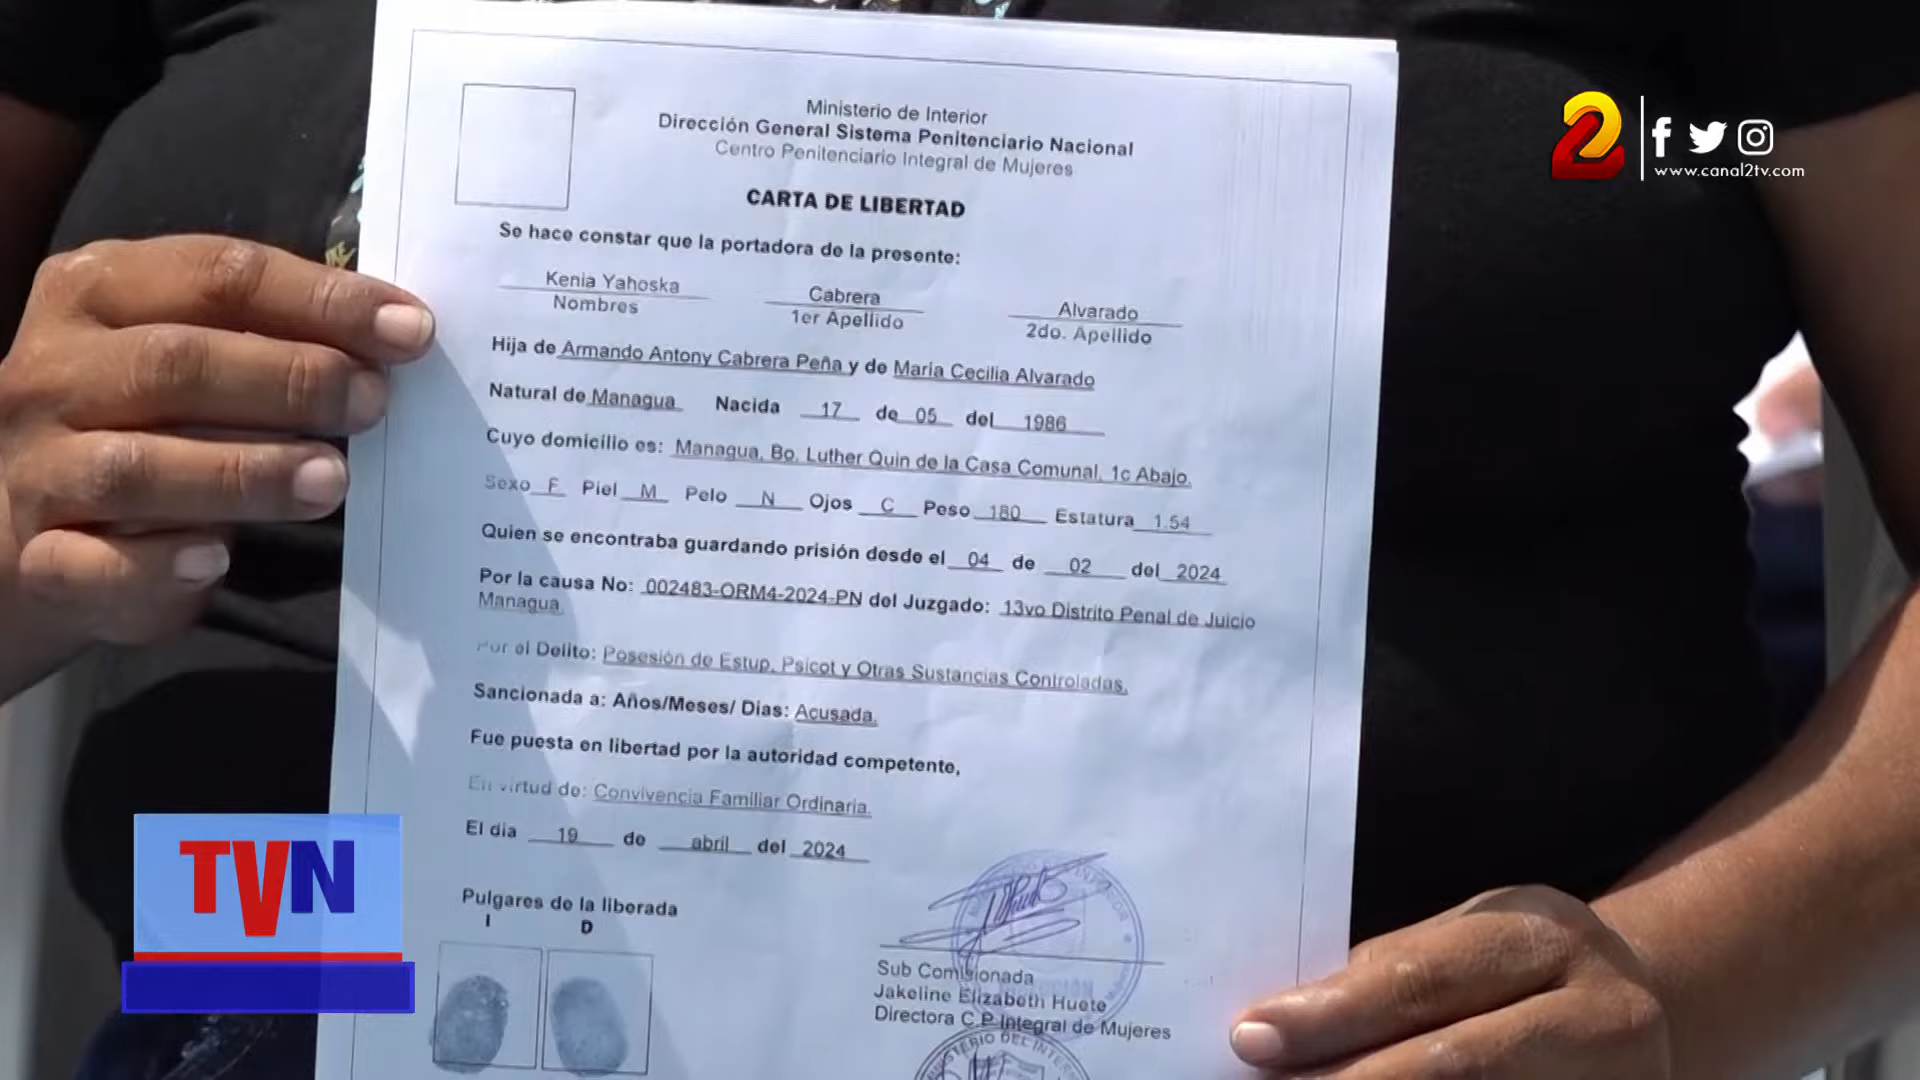 Ministerio de Interior
Dirección General Sistema Penitenciario Nacional
Centro Penitenciario Integral de Mujeres
CARTA DE LIBERTAD
Se hace constar que la portadora de la presente:
Kenia Yahoska Cabrera Alvarado
Nombres 1er Apellido 2do. Apellido
Hija de Armando Antony Cabrera Peña y de Maria Cecilia Alvarado
Natural de Managua Nacida 17 de 05 del 1986
Cuyo domicilio es: Managua, Bo. Luther Quin de la Casa Comunal, 1c Abajo.
Sexo F Piel M Pelo N Ojos C Peso 180 Estatura 1.54
Quien se encontraba guardando prisión desde el 04 de 02 del 2024
Por la causa No: 002483-ORM4-2024-PN del Juzgado: 13vo Distrito Penal de Juicio
Managua.
Por el Delito: Posesión de Estup, Psicot y Otras Sustancias Controladas.
Sancionada a: Años/Meses/ Dias: Acusada.
Fue puesta en libertad por la autoridad competente,
En virtud de: Convivencia Familiar Ordinaria.
El dia 19 de abril del 2024
Pulgares de la liberada
I D
Sub Comisionada
Jakeline Elizabeth Huete
Directora C.P Integral de Mujeres
2
www.canal2tv.com
TVN